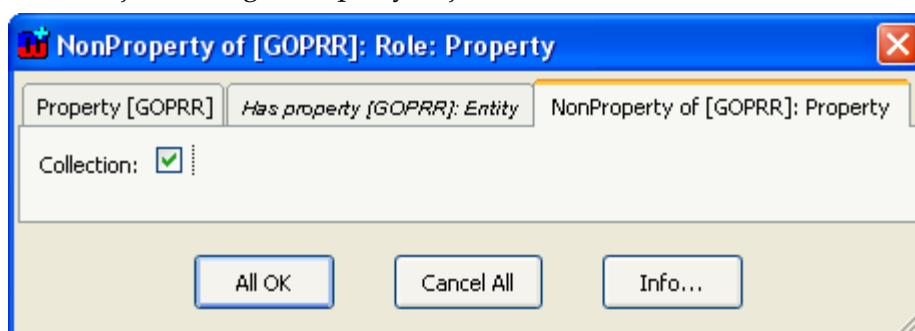 NonProperty of [GOPRR]: Role: Property
Property [GOPRR] Has property [GOPRR]: Entity NonProperty of [GOPRR]: Property
Collection:
All OK Cancel All Info...